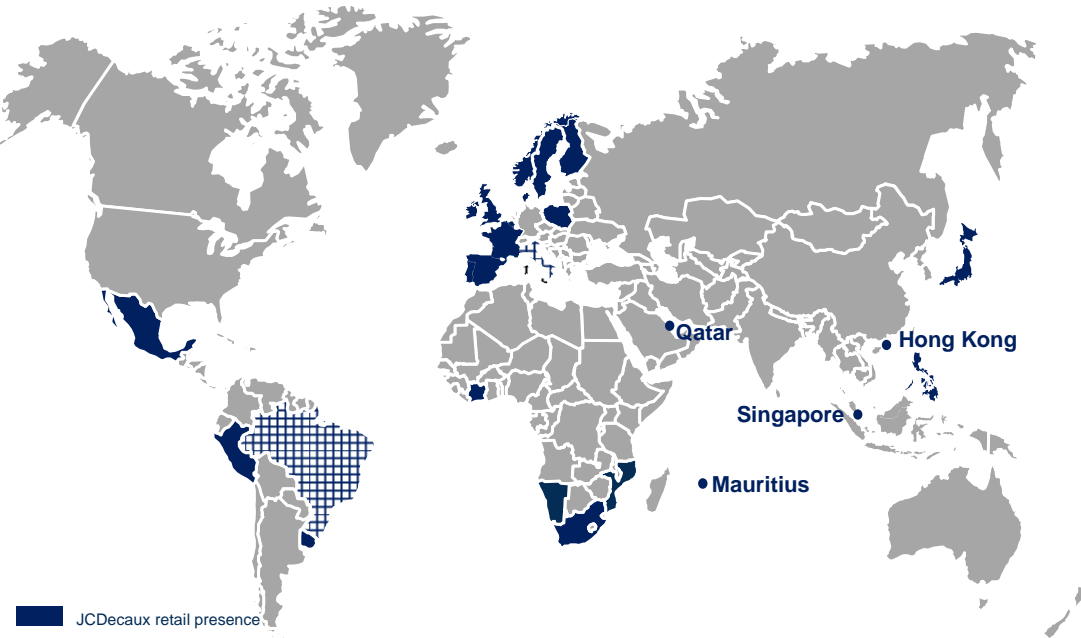 Qatar
Hong Kong
Singapore
Mauritius
JCDecaux retail presence